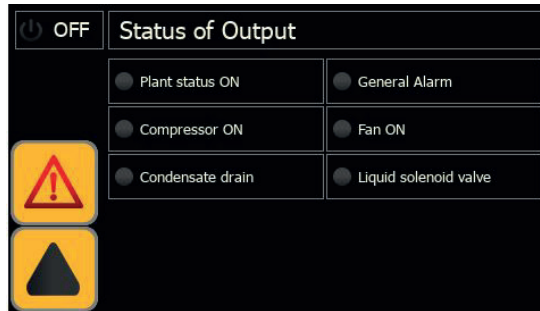 OFF
Status of Output
Plant status ON
General Alarm
Compressor ON
Fan ON
Condensate drain
Liquid solenoid valve